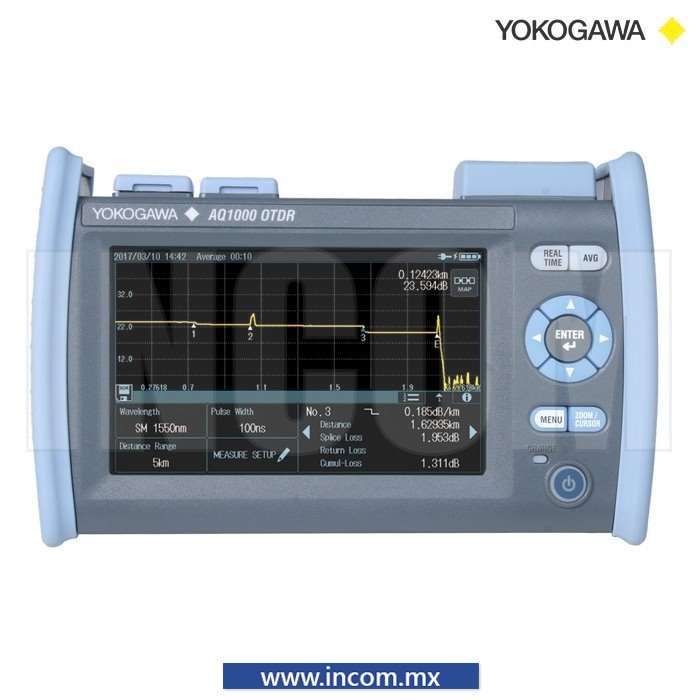 YOKOGAWA
YOKOGAWA AQ1000 OTDR
2017/03/10 14:42 Average 00:10
0.12423km
23.594dB
MAP
32.0
22.0
12.0
1 2 3 E
0.77618 0.7 1.1 1.5 1.9
Wavelength
SM 1550nm
Pulse Width
100ns
Distance Range
5km
MEASURE SETUP
No. 3 0.185dB/km
Distance 1.62935km
Splice Loss 1.953dB
Return Loss
Cumul-Loss 1.311dB
REAL TIME
AVG
ENTER
MENU
ZOOM / CURSOR
CHARGE
INCOM
www.incom.mx